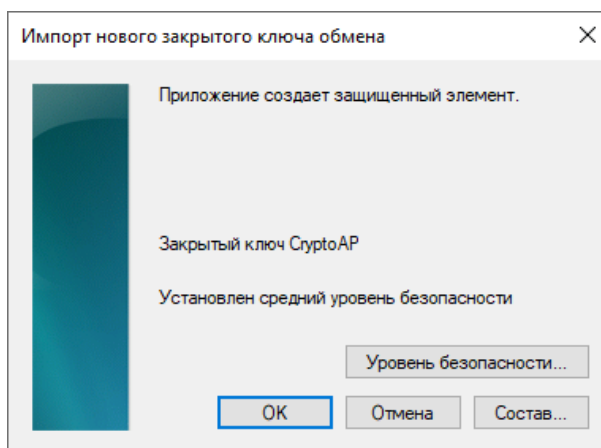 Импорт нового закрытого ключа обмена
Приложение создает защищенный элемент.
Закрытый ключ CryptoAP
Установлен средний уровень безопасности
Уровень безопасности...
OK
Отмена
Состав...